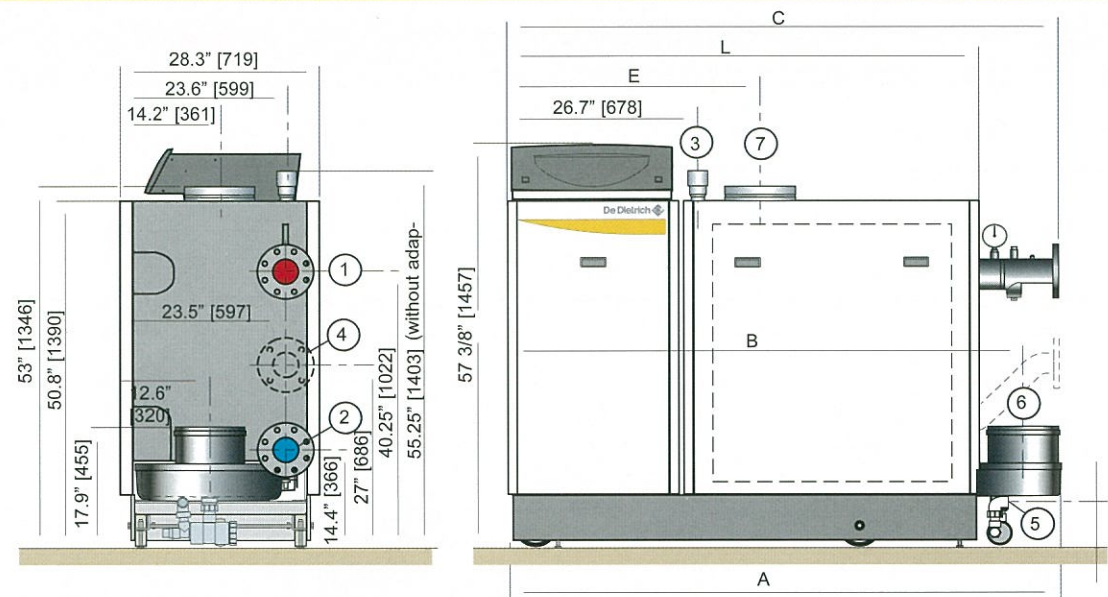 28.3” [719]
23.6” [599]
14.2” [361]
1
23.5” [597]
4
12.6”
[320]
2
53” [1346]
50.8” [1390]
17.9” [455]
14.4” [366]
27” [686]
40.25” [1022]
55.25” [1403] (without adap-
C
L
E
26.7” [678]
3
7
De Dietrich
57 3/8” [1457]
B
6
5
A